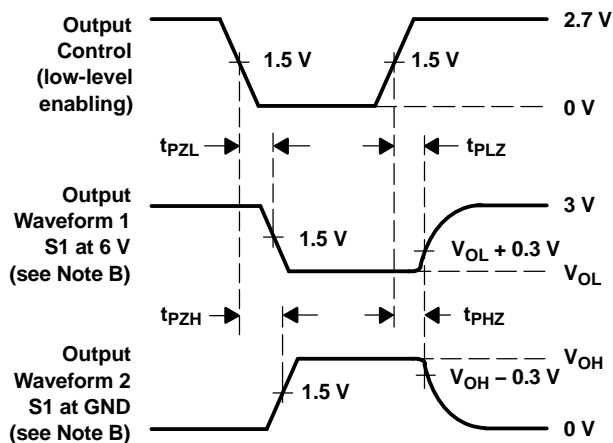 Output
Control
(low-level
enabling)
2.7 V
1.5 V
1.5 V
0 V
tPZL
tPLZ
Output
Waveform 1
S1 at 6 V
(see Note B)
3 V
1.5 V
VOL + 0.3 V
VOL
tPZH
tPHZ
Output
Waveform 2
S1 at GND
(see Note B)
VOH
1.5 V
VOH − 0.3 V
0 V